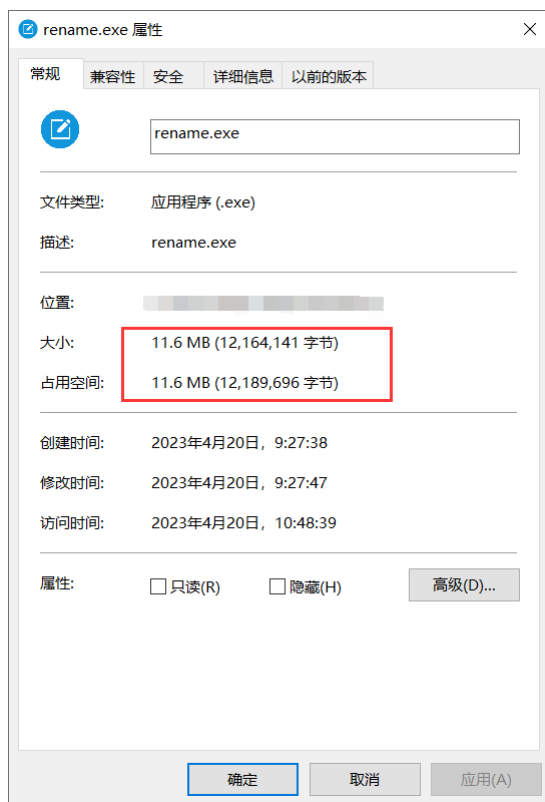 rename.exe 属性
常规 兼容性 安全 详细信息 以前的版本
rename.exe
文件类型: 应用程序 (.exe)
描述: rename.exe
位置:
大小: 11.6 MB (12,164,141 字节)
占用空间: 11.6 MB (12,189,696 字节)
创建时间: 2023年4月20日，9:27:38
修改时间: 2023年4月20日，9:27:47
访问时间: 2023年4月20日，10:48:39
属性: 只读(R) 隐藏(H) 高级(D)...
确定 取消 应用(A)